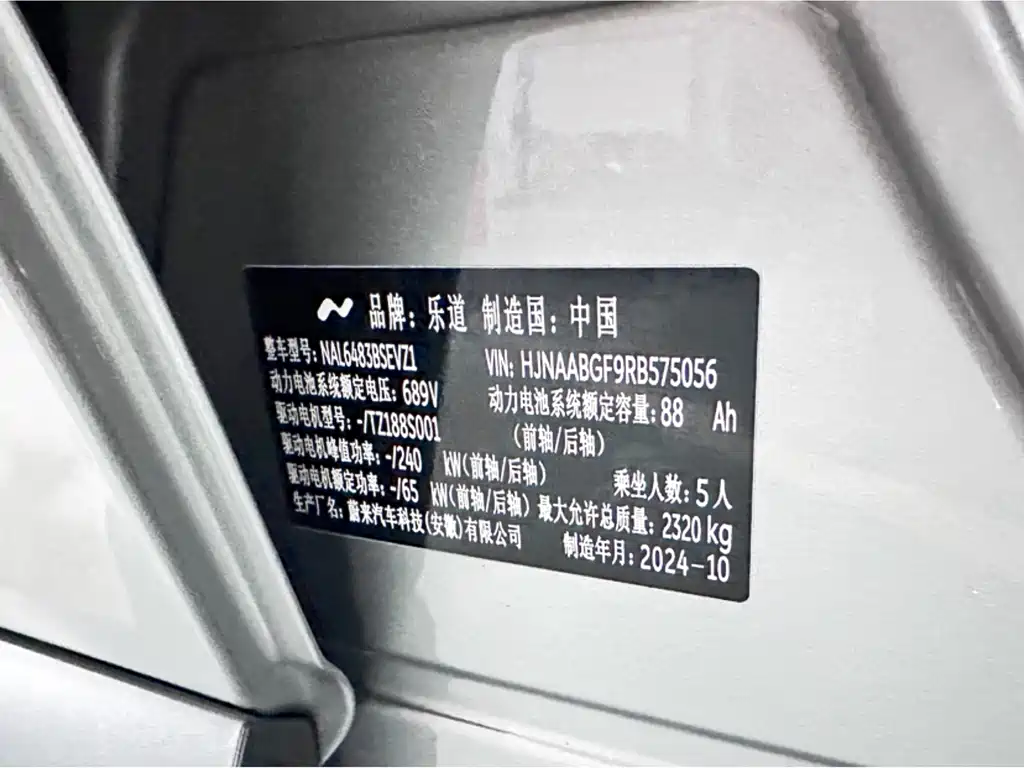 品牌: 乐道 制造国: 中国
整车型号: NAL6483BSEVZ1 VIN: HJNAABGF9RB575056
动力电池系统额定电压: 689V 动力电池系统额定容量: 88 Ah
驱动电机型号: -/TZ188S001 (前轴/后轴)
驱动电机峰值功率: -/240 kW(前轴/后轴) 乘坐人数: 5人
驱动电机额定功率: -/65 kW(前轴/后轴) 最大允许总质量: 2320 kg
生产厂名: 蔚来汽车科技(安徽)有限公司 制造年月: 2024-10